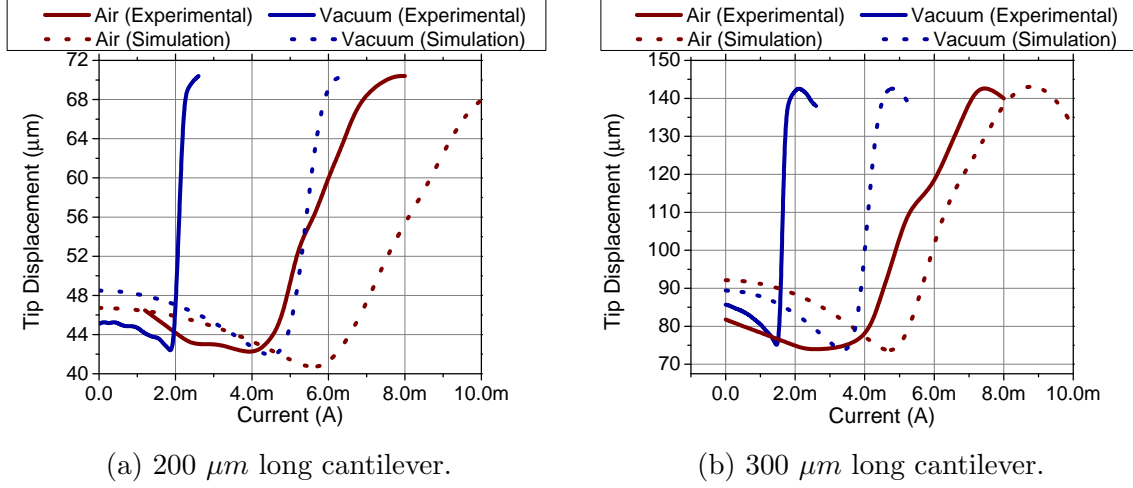 Air (Experimental) Vacuum (Experimental)
Air (Simulation) Vacuum (Simulation)
72
68
64
60
56
52
48
44
40
Tip Displacement (μm)
0.0 2.0m 4.0m 6.0m 8.0m 10.0m
Current (A)
(a) 200 μm long cantilever.
Air (Experimental) Vacuum (Experimental)
Air (Simulation) Vacuum (Simulation)
150
140
130
120
110
100
90
80
70
Tip Displacement (μm)
0.0 2.0m 4.0m 6.0m 8.0m 10.0m
Current (A)
(b) 300 μm long cantilever.